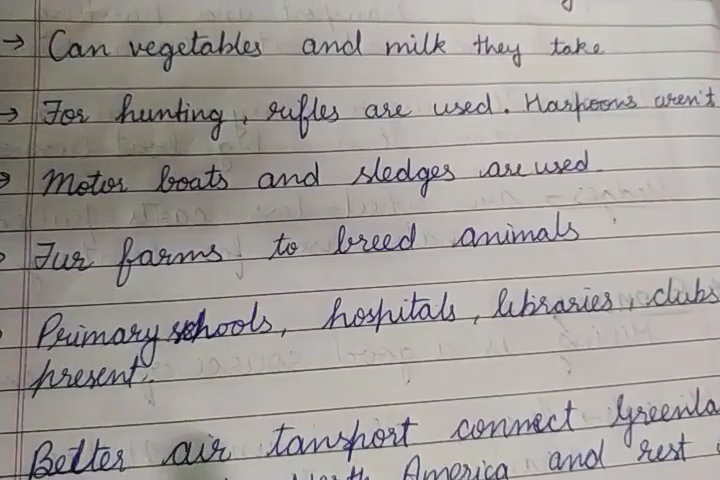 → Can vegetables and milk they take
→ For hunting, rifles are used. Harpoons aren't
→ Motor boats and sledges are used.
Fur farms to breed animals
Primary schools, hospitals, libraries, clubs
present.
Better air tansport connect Greenla
North America and rest